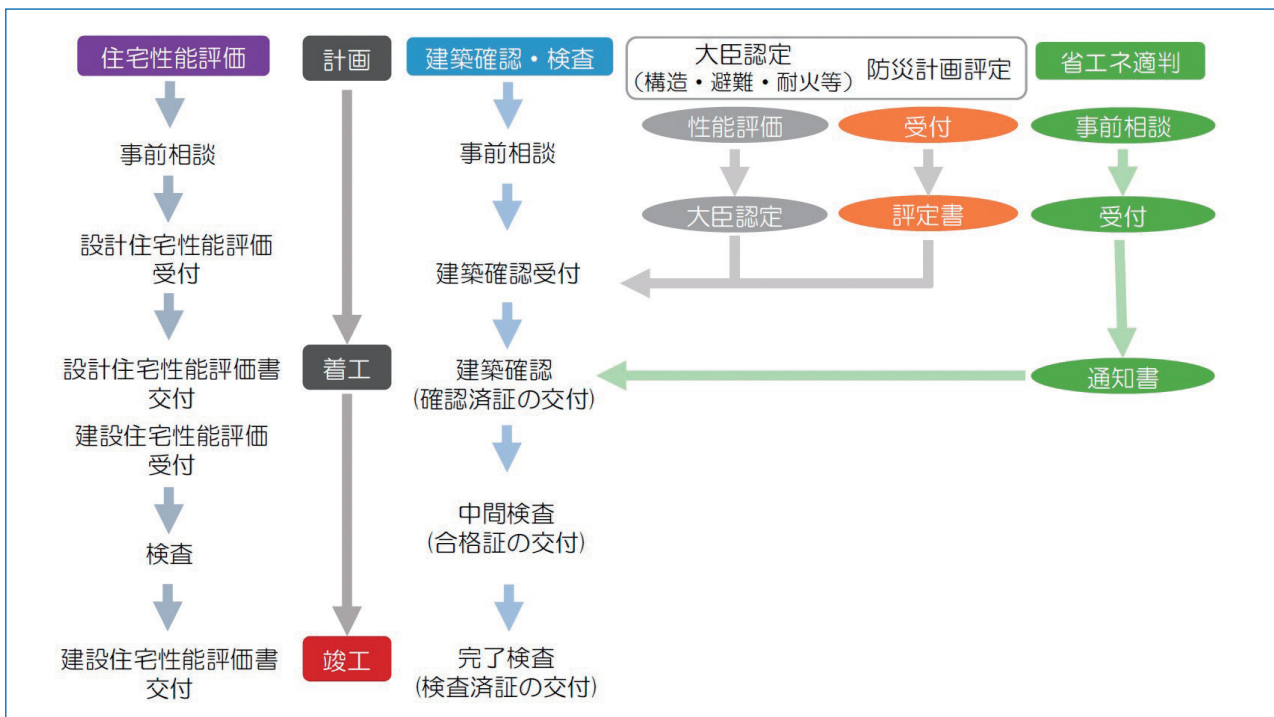 住宅性能評価
事前相談
設計住宅性能評価
受付
設計住宅性能評価書
交付
建設住宅性能評価
受付
検査
建設住宅性能評価書
交付
計画
着工
竣工
建築確認・検査
事前相談
建築確認受付
建築確認
(確認済証の交付)
中間検査
(合格証の交付)
完了検査
(検査済証の交付)
大臣認定
(構造・避難・耐火等)
性能評価
大臣認定
防災計画評定
受付
評定書
省エネ適判
事前相談
受付
通知書